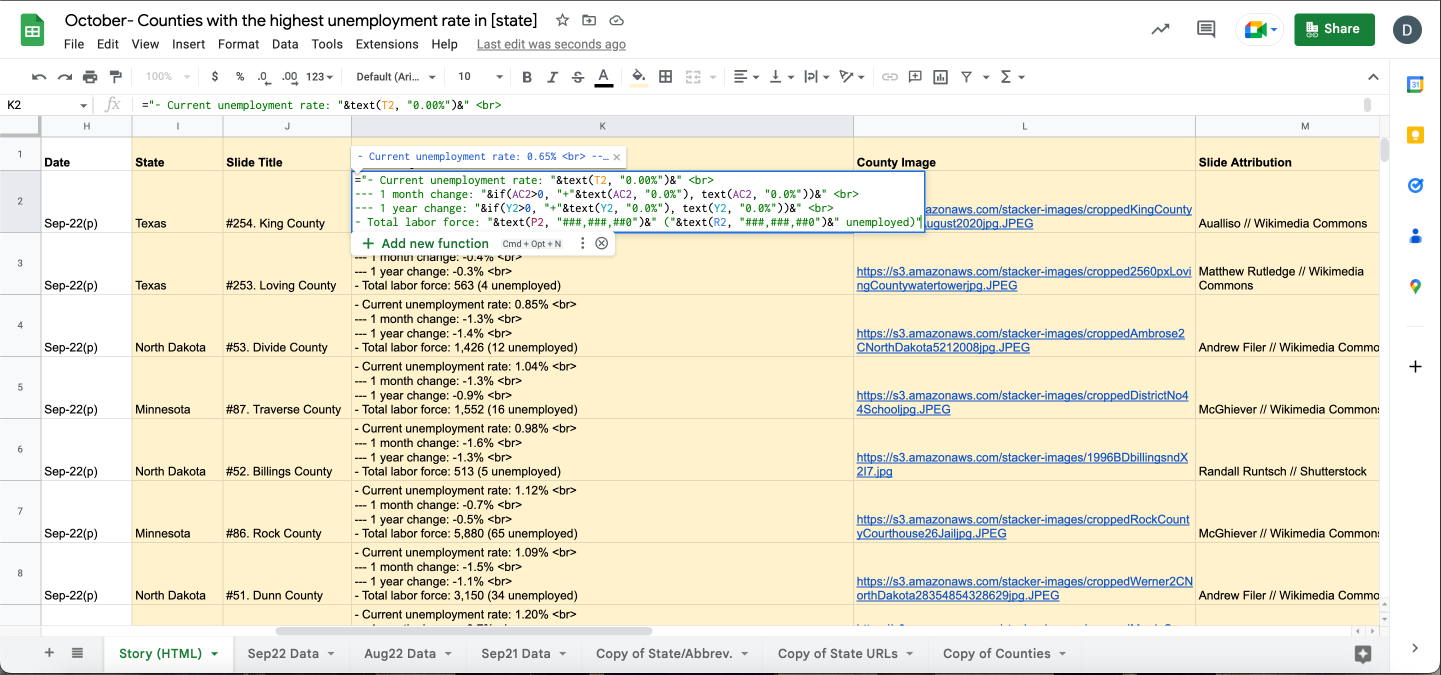 October- Counties with the highest unemployment rate in [state]
File Edit View Insert Format Data Tools Extensions Help Last edit was seconds ago
Share
D
100% $ % .0 .00 123 Default (Ari... 10 B I S A
31
K2 fx ="- Current unemployment rate: "&text(T2, "0.00%")&" <br>
H I J K L M
1 Date State Slide Title County Image Slide Attribution
- Current unemployment rate: 0.65% <br> --... ×
="- Current unemployment rate: "&text(T2, "0.00%")&" <br>
--- 1 month change: "&if(AC2>0, "+"&text(AC2, "0.0%"), text(AC2, "0.0%"))&" <br>
--- 1 year change: "&if(Y2>0, "+"&text(Y2, "0.0%"), text(Y2, "0.0%"))&" <br>
- Total labor force: "&text(P2, "###,###,##0")&" ("&text(R2, "###,###,##0")&" unemployed)"
+ Add new function Cmd + Opt + N
2 Sep-22(p) Texas #254. King County
azonaws.com/stacker-images/croppedKingCounty
ugust2020jpg.JPEG
Aualliso // Wikimedia Commons
3 Sep-22(p) Texas #253. Loving County
--- 1 month change: -0.4% <br>
--- 1 year change: -0.3% <br>
- Total labor force: 563 (4 unemployed)
https://s3.amazonaws.com/stacker-images/cropped2560pxLovi
ngCountywatertowerjpg.JPEG
Matthew Rutledge // Wikimedia
Commons
4 Sep-22(p) North Dakota #53. Divide County
- Current unemployment rate: 0.85% <br>
--- 1 month change: -1.3% <br>
--- 1 year change: -1.4% <br>
- Total labor force: 1,426 (12 unemployed)
https://s3.amazonaws.com/stacker-images/croppedAmbrose2
CNorthDakota5212008jpg.JPEG
Andrew Filer // Wikimedia Commo
5 Sep-22(p) Minnesota #87. Traverse County
- Current unemployment rate: 1.04% <br>
--- 1 month change: -1.3% <br>
--- 1 year change: -0.9% <br>
- Total labor force: 1,552 (16 unemployed)
https://s3.amazonaws.com/stacker-images/croppedDistrictNo4
4Schooljpg.JPEG
McGhiever // Wikimedia Commons
6 Sep-22(p) North Dakota #52. Billings County
- Current unemployment rate: 0.98% <br>
--- 1 month change: -1.6% <br>
--- 1 year change: -1.3% <br>
- Total labor force: 513 (5 unemployed)
https://s3.amazonaws.com/stacker-images/1996BDbillingsndX
2l7.jpg
Randall Runtsch // Shutterstock
7 Sep-22(p) Minnesota #86. Rock County
- Current unemployment rate: 1.12% <br>
--- 1 month change: -0.7% <br>
--- 1 year change: -0.5% <br>
- Total labor force: 5,880 (65 unemployed)
https://s3.amazonaws.com/stacker-images/croppedRockCount
yCourthouse26Jailjpg.JPEG
McGhiever // Wikimedia Commons
8 Sep-22(p) North Dakota #51. Dunn County
- Current unemployment rate: 1.09% <br>
--- 1 month change: -1.5% <br>
--- 1 year change: -1.1% <br>
- Total labor force: 3,150 (34 unemployed)
https://s3.amazonaws.com/stacker-images/croppedWerner2CN
orthDakota28354854328629jpg.JPEG
Andrew Filer // Wikimedia Commo
- Current unemployment rate: 1.20% <br>
Story (HTML) Sep22 Data Aug22 Data Sep21 Data Copy of State/Abbrev. Copy of State URLs Copy of Counties